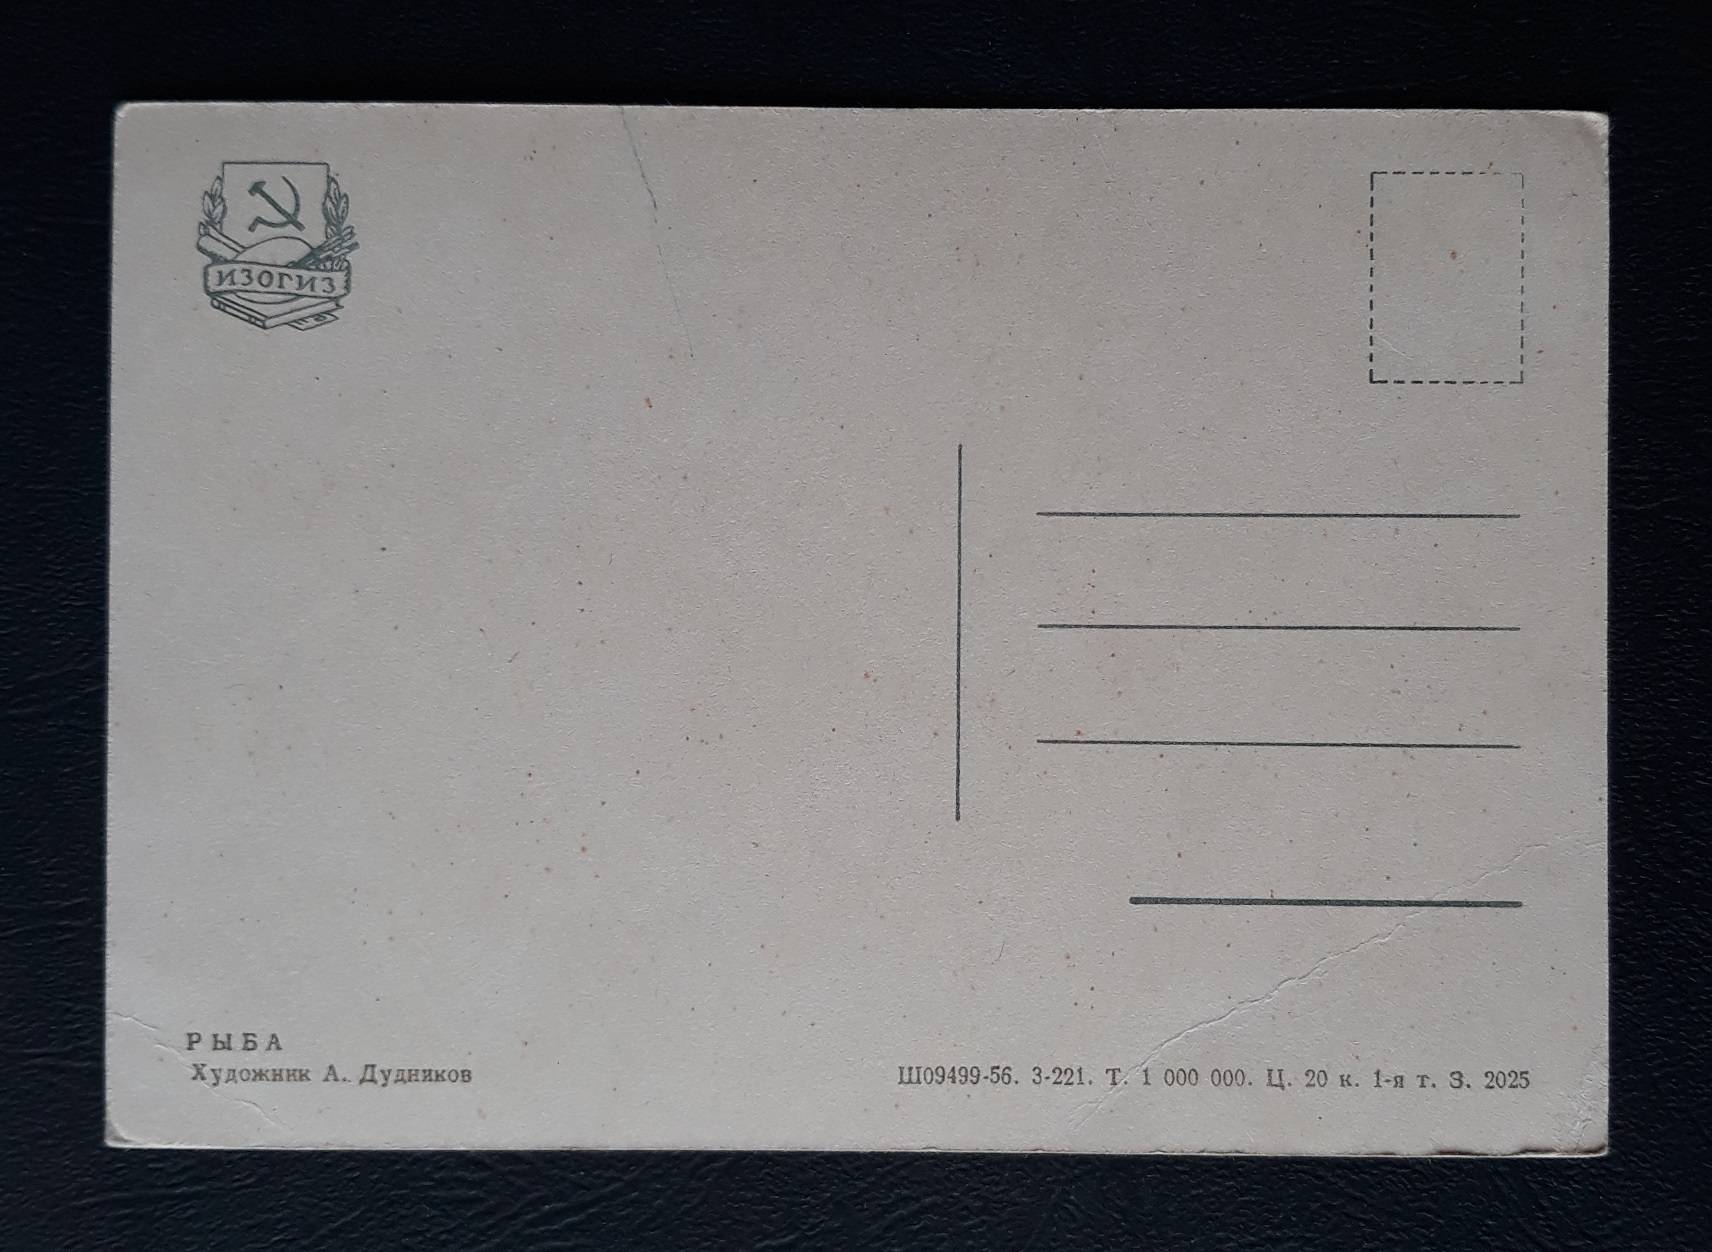 ИЗОГИЗ
РЫБА
Художник А. Дудников
Ш09499-56. 3-221. Т. 1 000 000. Ц. 20 к. 1-я т. З. 2025